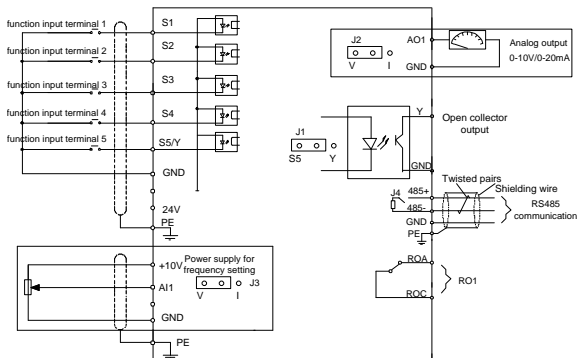 function input terminal 1
S1
function input terminal 2
S2
function input terminal 3
S3
function input terminal 4
S4
function input terminal 5
S5/Y
GND
24V
PE
+10V
Power supply for
frequency setting
J3
V I
AI1
GND
PE
J2
V I
AO1
GND
Analog output
0-10V/0-20mA
J1
S5 Y
Y
GND
Open collector
output
Twisted pairs
Shielding wire
J4
485+
485-
GND
PE
RS485
communication
ROA
ROC
RO1